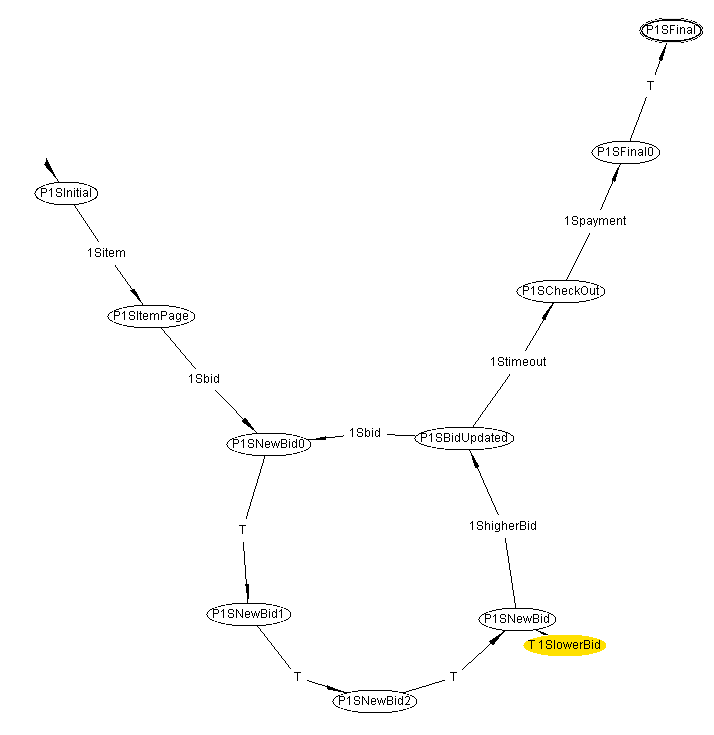 P1SFinal
T
P1SFinal0
P1SInitial
1Spayment
1Sitem
P1SCheckOut
P1SItemPage
1Stimeout
1Sbid
1Sbid
P1SBidUpdated
P1SNewBid0
1ShigherBid
T
P1SNewBid1
P1SNewBid
T 1SlowerBid
T
T
P1SNewBid2